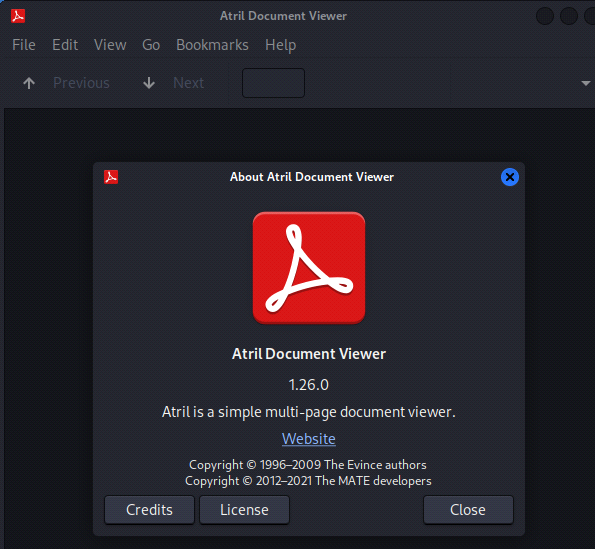 Atril Document Viewer
File Edit View Go Bookmarks Help
Previous Next
About Atril Document Viewer
Atril Document Viewer
1.26.0
Atril is a simple multi-page document viewer.
Website
Copyright © 1996–2009 The Evince authors
Copyright © 2012–2021 The MATE developers
Credits License Close